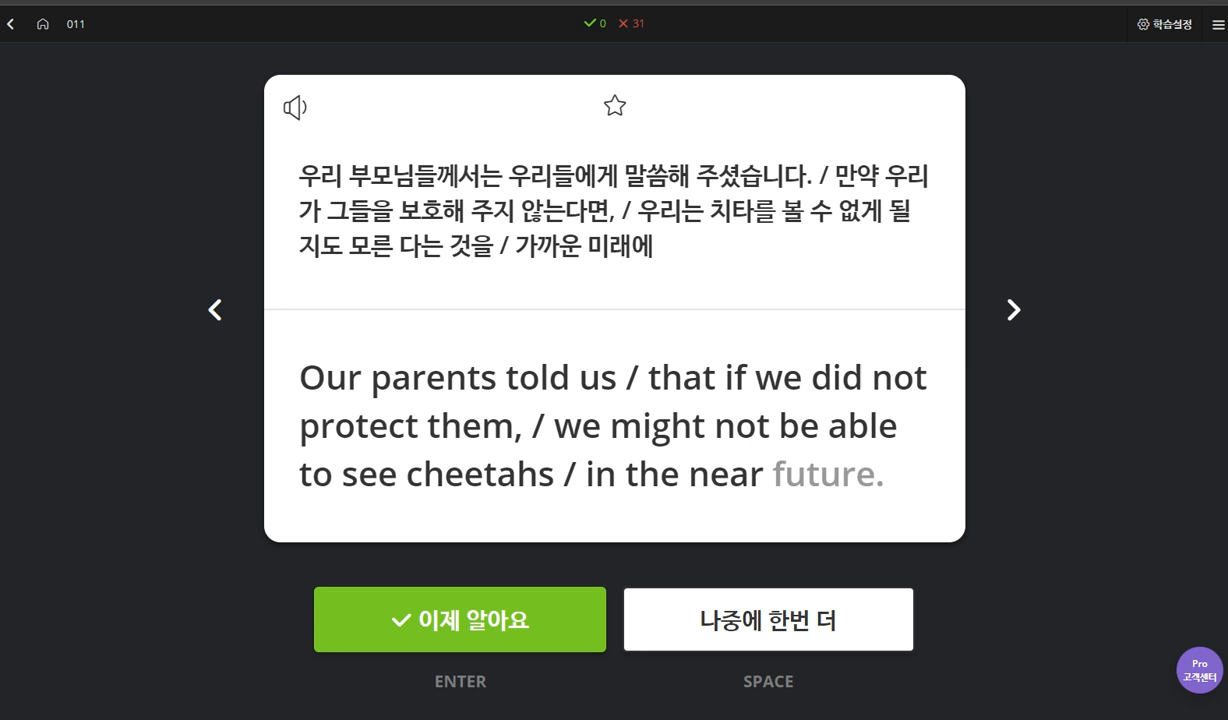 011
0
31
학습설정
우리 부모님들께서는 우리들에게 말씀해 주셨습니다. / 만약 우리
가 그들을 보호해 주지 않는다면, / 우리는 치타를 볼 수 없게 될
지도 모른 다는 것을 / 가까운 미래에
Our parents told us / that if we did not
protect them, / we might not be able
to see cheetahs / in the near future.
이제 알아요
나중에 한번 더
ENTER
SPACE
Pro
고객센터